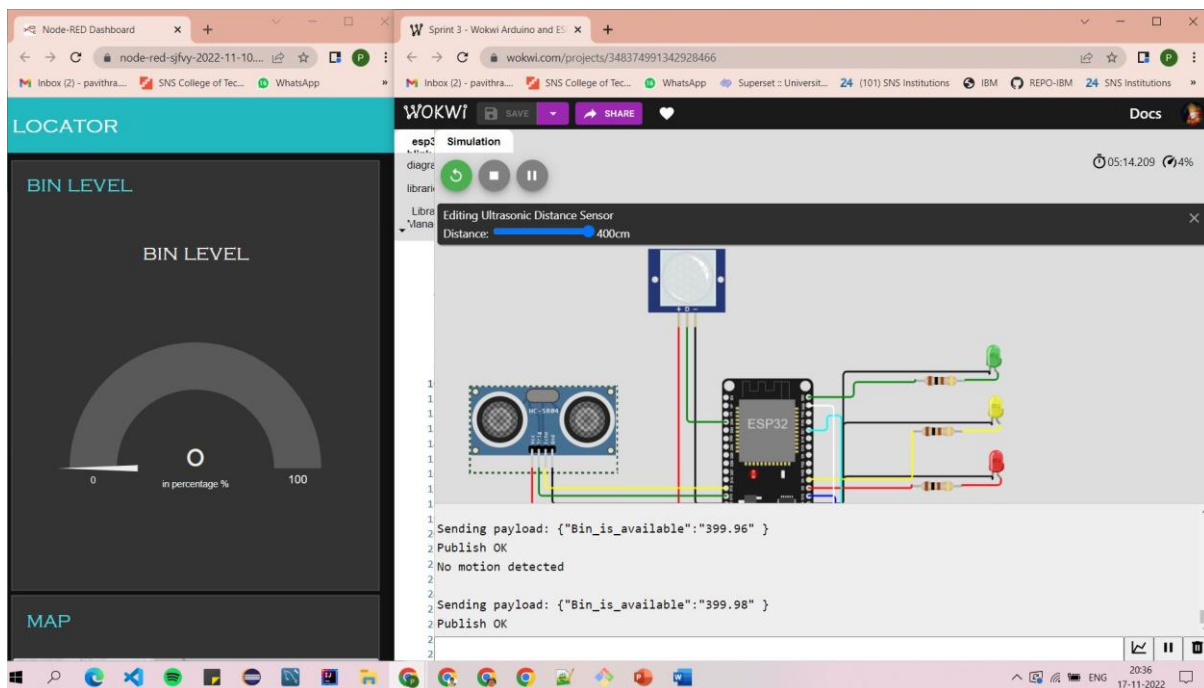 Node-RED Dashboard
node-red-sjfvy-2022-11-10....
P
Inbox (2) - pavithra.... SNS College of Tec... WhatsApp »
LOCATOR
BIN LEVEL
BIN LEVEL
0
0 in percentage % 100
MAP
Sprint 3 - Wokwi Arduino and ES
wokwi.com/projects/348374991342928466
P
Inbox (2) - pavithra.... SNS College of Tec... WhatsApp Superset :: Universit... 24 (101) SNS Institutions IBM REPO-IBM 24 SNS Institutions »
WOKWI SAVE SHARE Docs
esp3 Simulation
diagra
librari
Libra
Mana
05:14.209 4%
Editing Ultrasonic Distance Sensor
Distance: 400cm
+ D -
HC-SR04
ESP32
Sending payload: {"Bin_is_available":"399.96" }
Publish OK
No motion detected
Sending payload: {"Bin_is_available":"399.98" }
Publish OK
ENG
20:36
17-11-2022